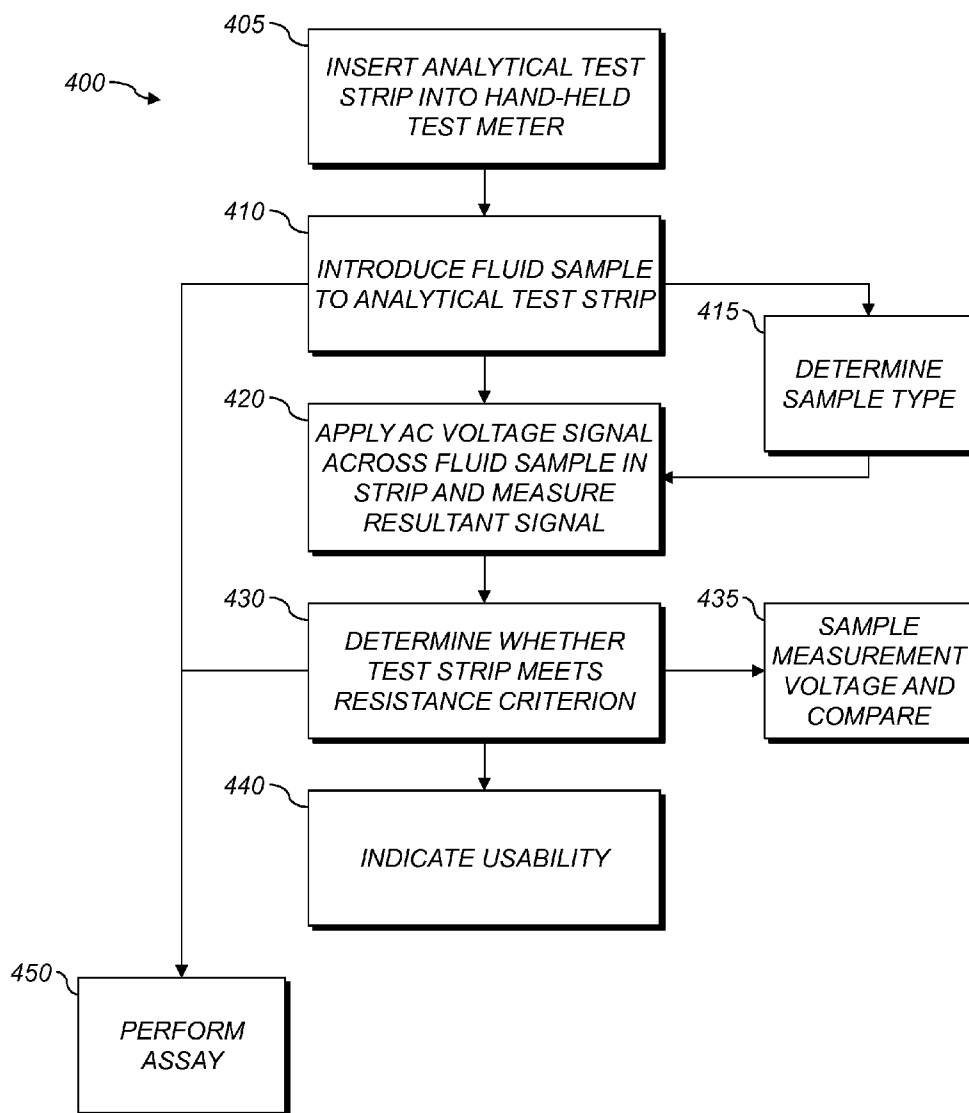 405
INSERT ANALYTICAL TEST
STRIP INTO HAND-HELD
TEST METER
400
410
INTRODUCE FLUID SAMPLE
TO ANALYTICAL TEST STRIP
415
DETERMINE
SAMPLE TYPE
420
APPLY AC VOLTAGE SIGNAL
ACROSS FLUID SAMPLE IN
STRIP AND MEASURE
RESULTANT SIGNAL
430
DETERMINE WHETHER
TEST STRIP MEETS
RESISTANCE CRITERION
435
SAMPLE
MEASUREMENT
VOLTAGE AND
COMPARE
440
INDICATE USABILITY
450
PERFORM
ASSAY